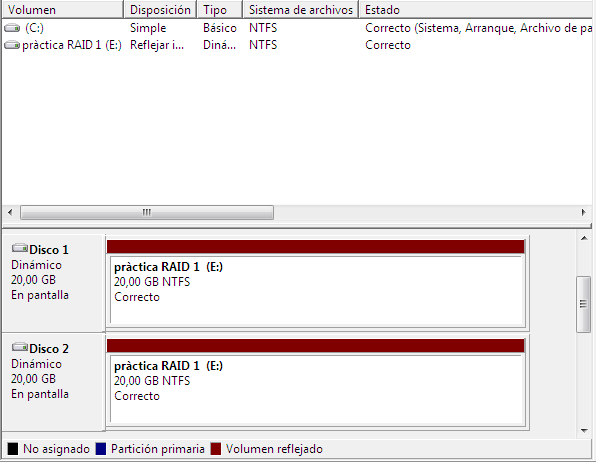 Volumen Disposición Tipo Sistema de archivos Estado
(C:) Simple Básico NTFS Correcto (Sistema, Arranque, Archivo de pa
pràctica RAID 1 (E:) Reflejar i... Diná... NTFS Correcto
Disco 1
Dinámico
20,00 GB
En pantalla
pràctica RAID 1 (E:)
20,00 GB NTFS
Correcto
Disco 2
Dinámico
20,00 GB
En pantalla
pràctica RAID 1 (E:)
20,00 GB NTFS
Correcto
No asignado Partición primaria Volumen reflejado